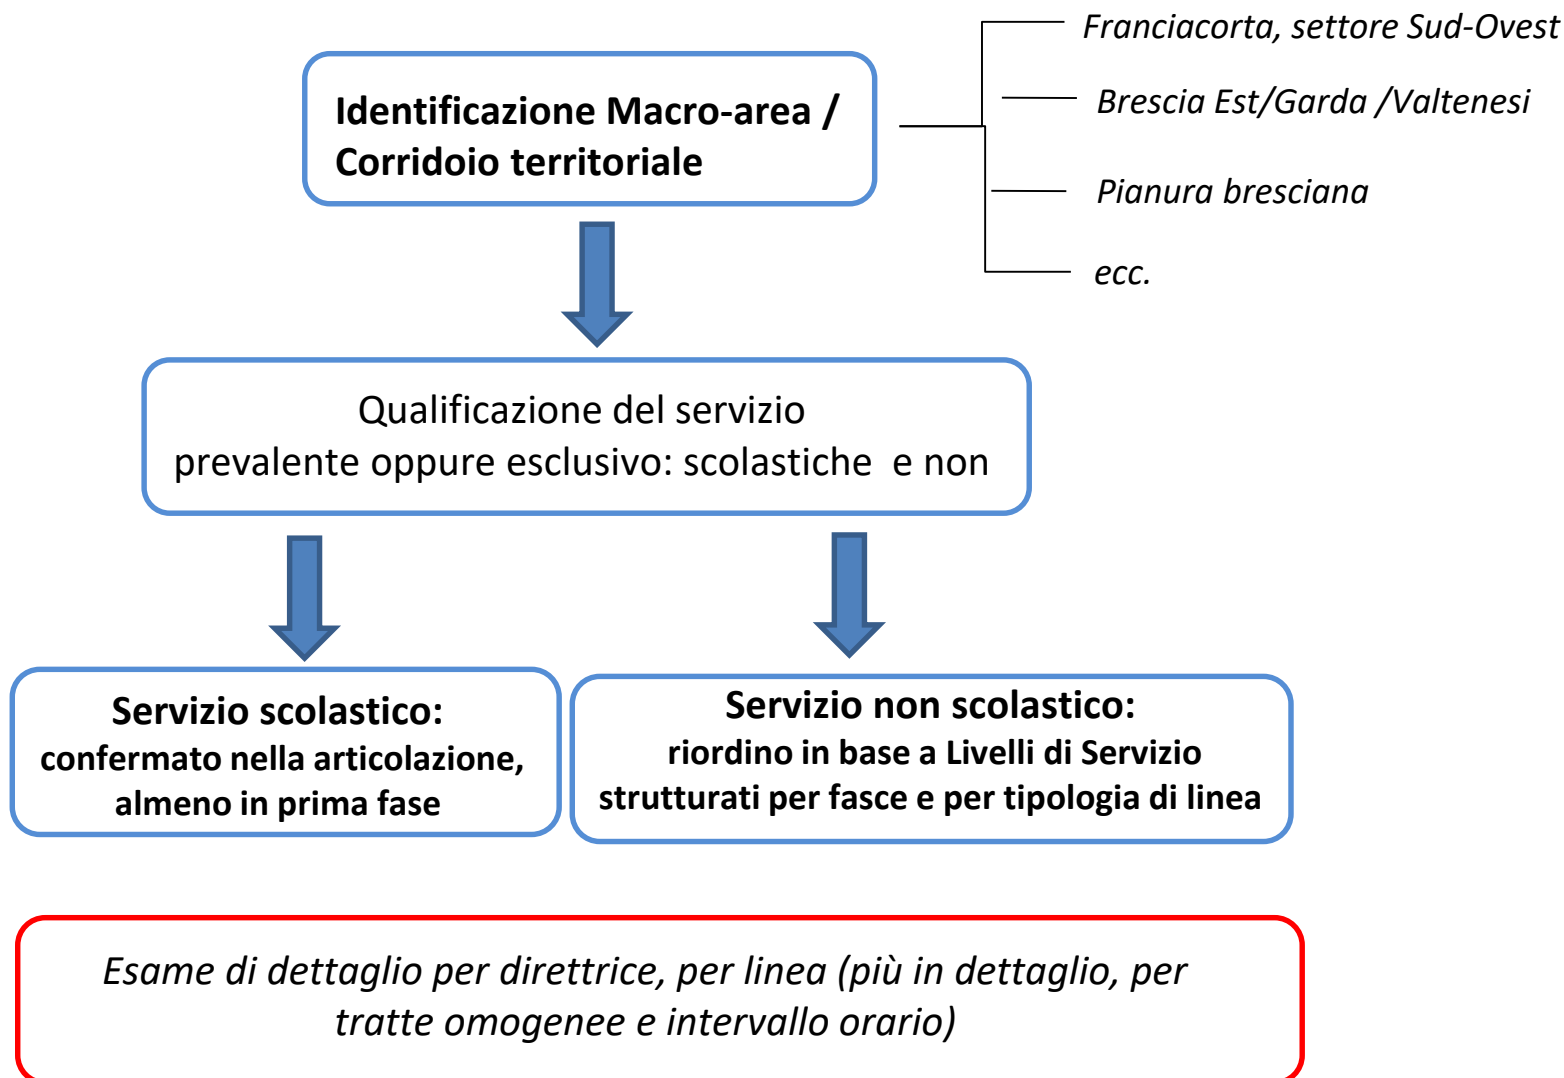 Identificazione Macro-area /
Corridoio territoriale
Franciacorta, settore Sud-Ovest
Brescia Est/Garda /Valtenesi
Pianura bresciana
ecc.
Qualificazione del servizio
prevalente oppure esclusivo: scolastiche e non
Servizio scolastico:
confermato nella articolazione,
almeno in prima fase
Servizio non scolastico:
riordino in base a Livelli di Servizio
strutturati per fasce e per tipologia di linea
Esame di dettaglio per direttrice, per linea (più in dettaglio, per
tratte omogenee e intervallo orario)